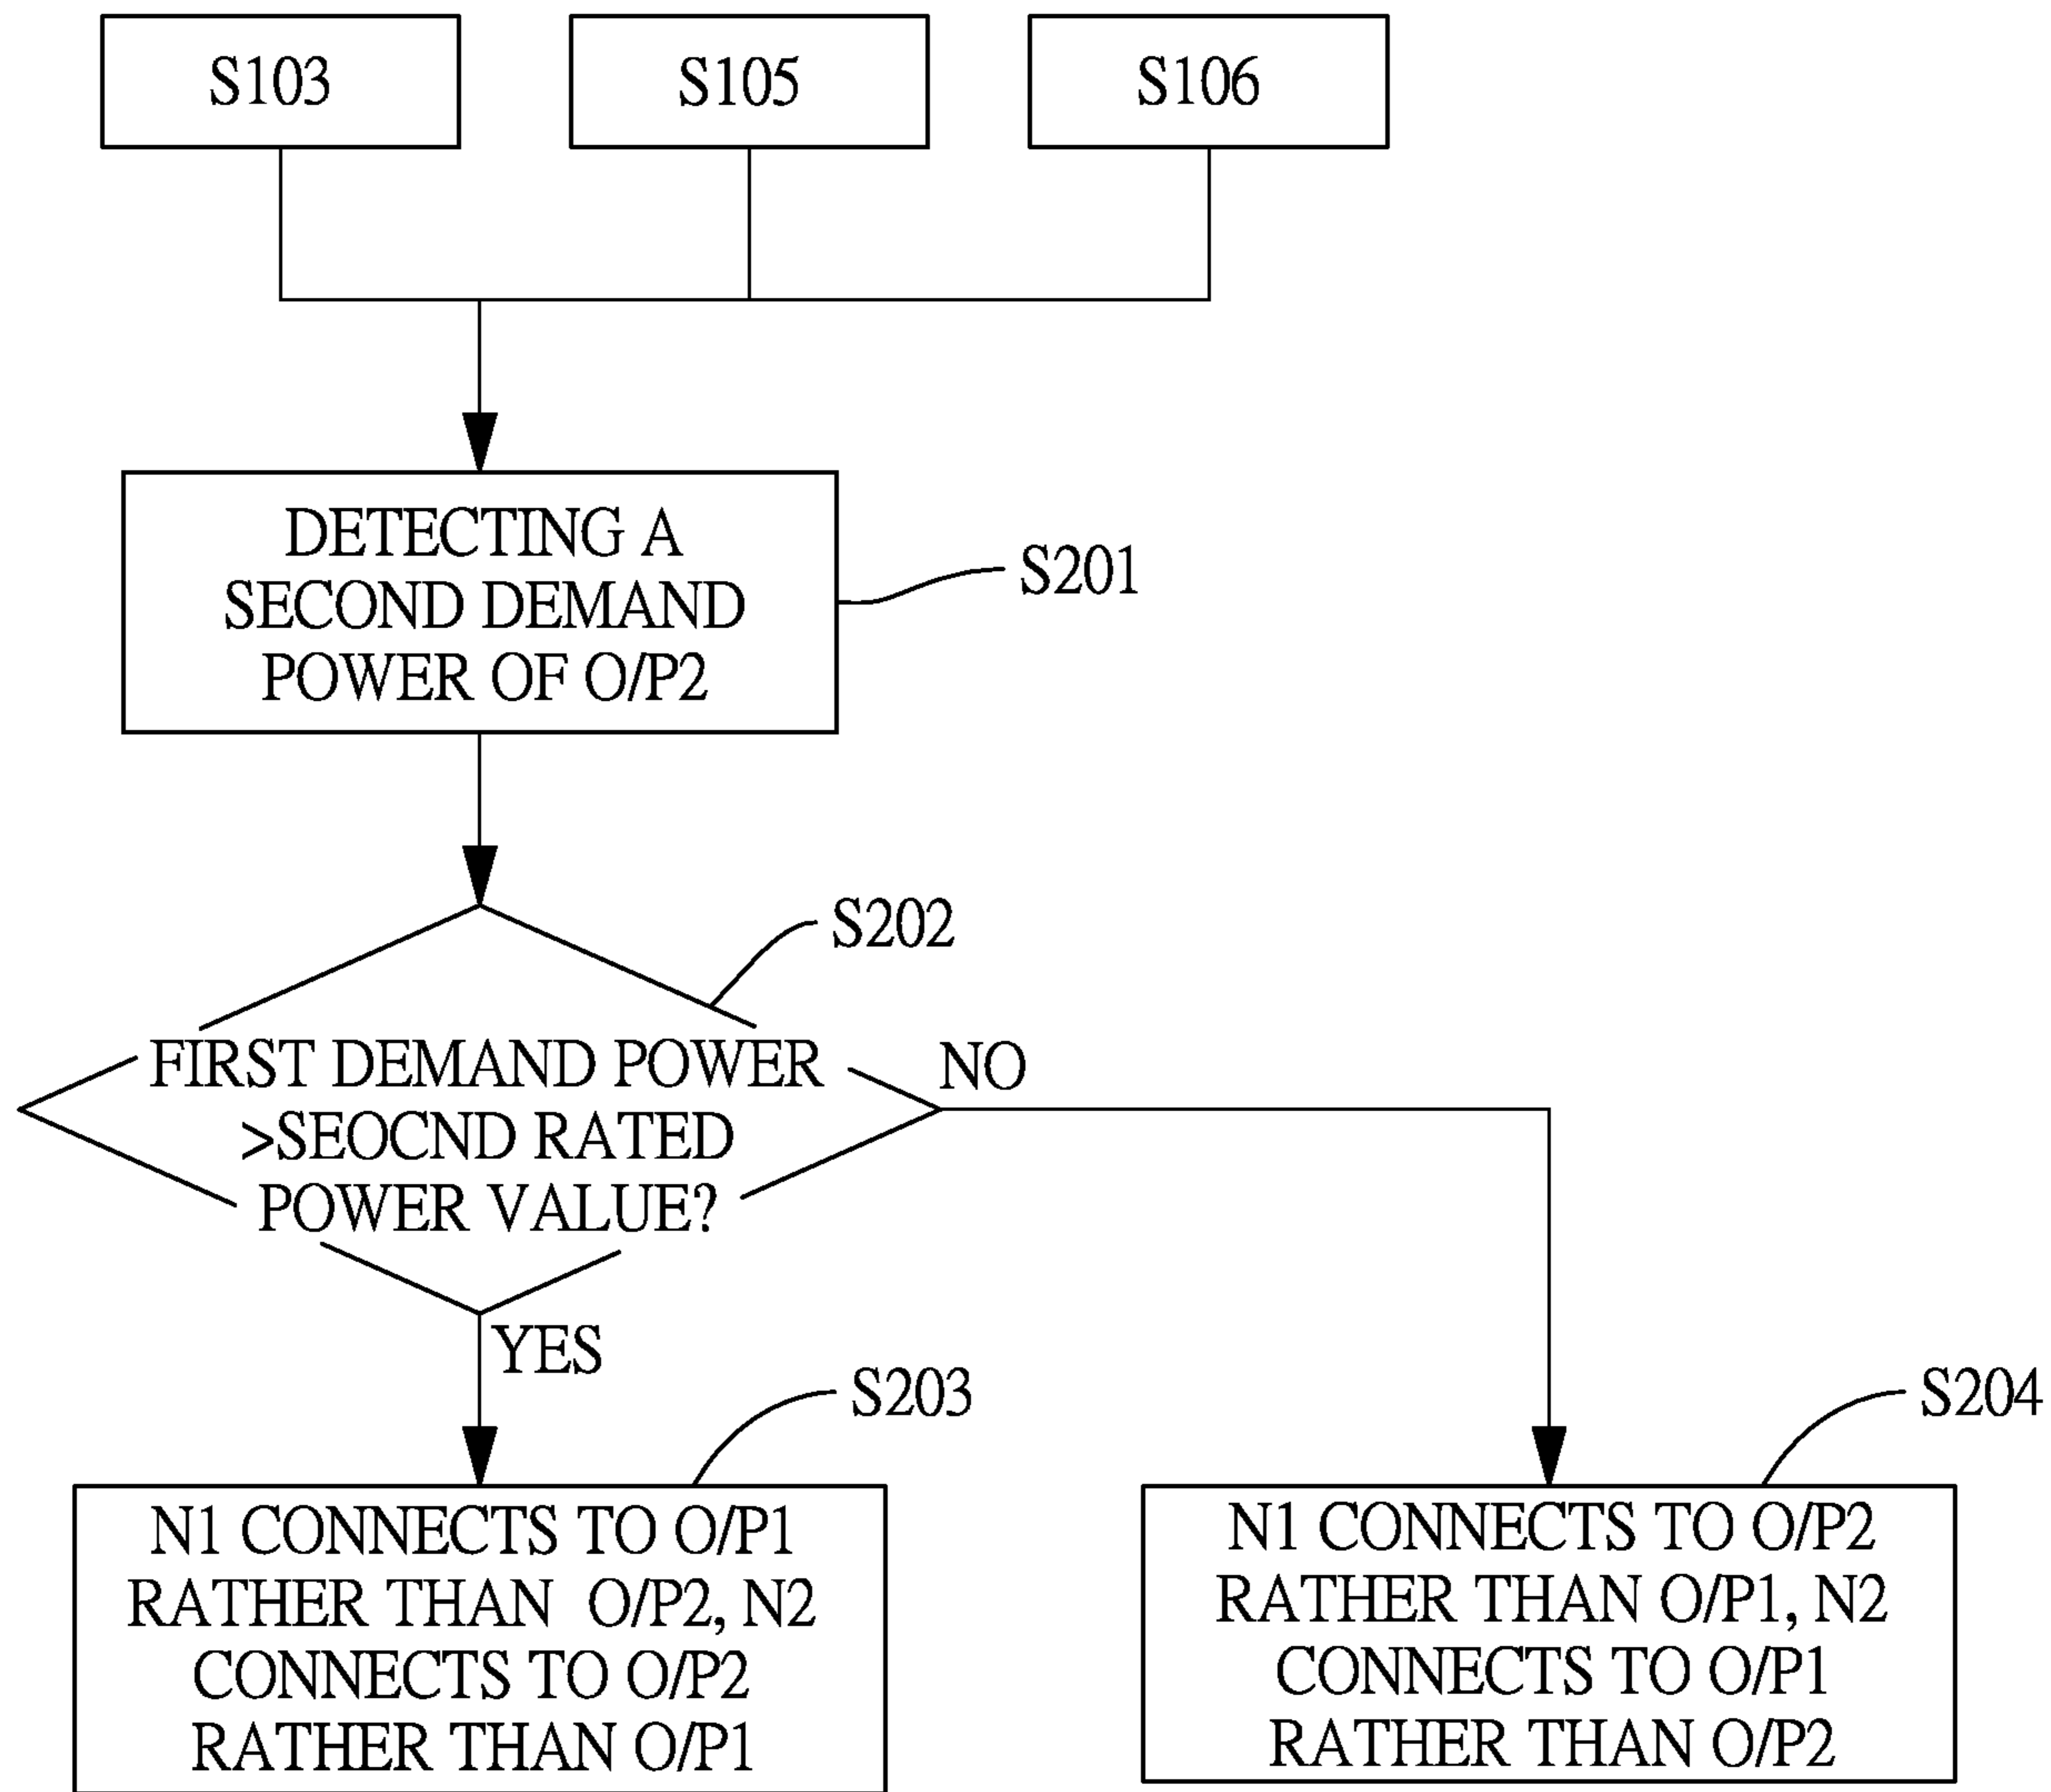 S103
S105
S106
DETECTING A
SECOND DEMAND
POWER OF O/P2
S201
S202
FIRST DEMAND POWER
>SEOCND RATED
POWER VALUE?
NO
YES
S203
N1 CONNECTS TO O/P1
RATHER THAN O/P2, N2
CONNECTS TO O/P2
RATHER THAN O/P1
S204
N1 CONNECTS TO O/P2
RATHER THAN O/P1, N2
CONNECTS TO O/P1
RATHER THAN O/P2